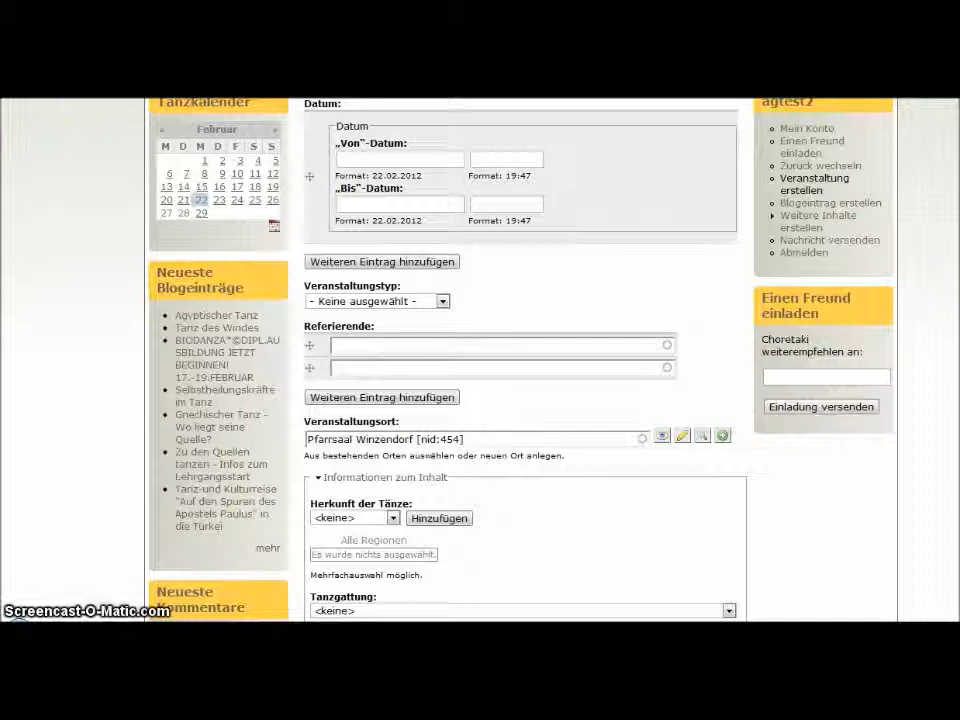 Tanzkalender
« Februar »
M D M D F S S
1 2 3 4 5
6 7 8 9 10 11 12
13 14 15 16 17 18 19
20 21 22 23 24 25 26
27 28 29
Neueste
Blogeinträge
Ägyptischer Tanz
Tanz des Windes
BIODANZA*©DIPL.AU
SBILDUNG JETZT
BEGINNEN!
17.-19.FEBRUAR
Selbstheilungskräfte
im Tanz
Griechischer Tanz -
Wo liegt seine
Quelle?
Zu den Quellen
tanzen - Infos zum
Lehrgangsstart
Tanz-und Kulturreise
"Auf den Spuren des
Apostels Paulus" in
die Türkei
mehr
Neueste
Kommentare
Datum:
Datum
„Von"-Datum:
Format: 22.02.2012 Format: 19:47
„Bis"-Datum:
Format: 22.02.2012 Format: 19:47
Weiteren Eintrag hinzufügen
Veranstaltungstyp:
- Keine ausgewählt -
Referierende:
Weiteren Eintrag hinzufügen
Veranstaltungsort:
Pfarrsaal Winzendorf [nid:454]
Aus bestehenden Orten auswählen oder neuen Ort angeben.
Informationen zum Inhalt
Herkunft der Tänze:
<keine> Hinzufügen
Alle Regionen
Es wurde nichts ausgewählt.
Mehrfachauswahl möglich.
Tanzgattung:
<keine>
agtest2
Mein Konto
Einen Freund
einladen
Zuruck wechseln
Veranstaltung
erstellen
Blogeintrag erstellen
Weitere Inhalte
erstellen
Nachricht versenden
Abmelden
Einen Freund
einladen
Choretaki
weiterempfehlen an:
Einladung versenden
Screencast-O-Matic.com